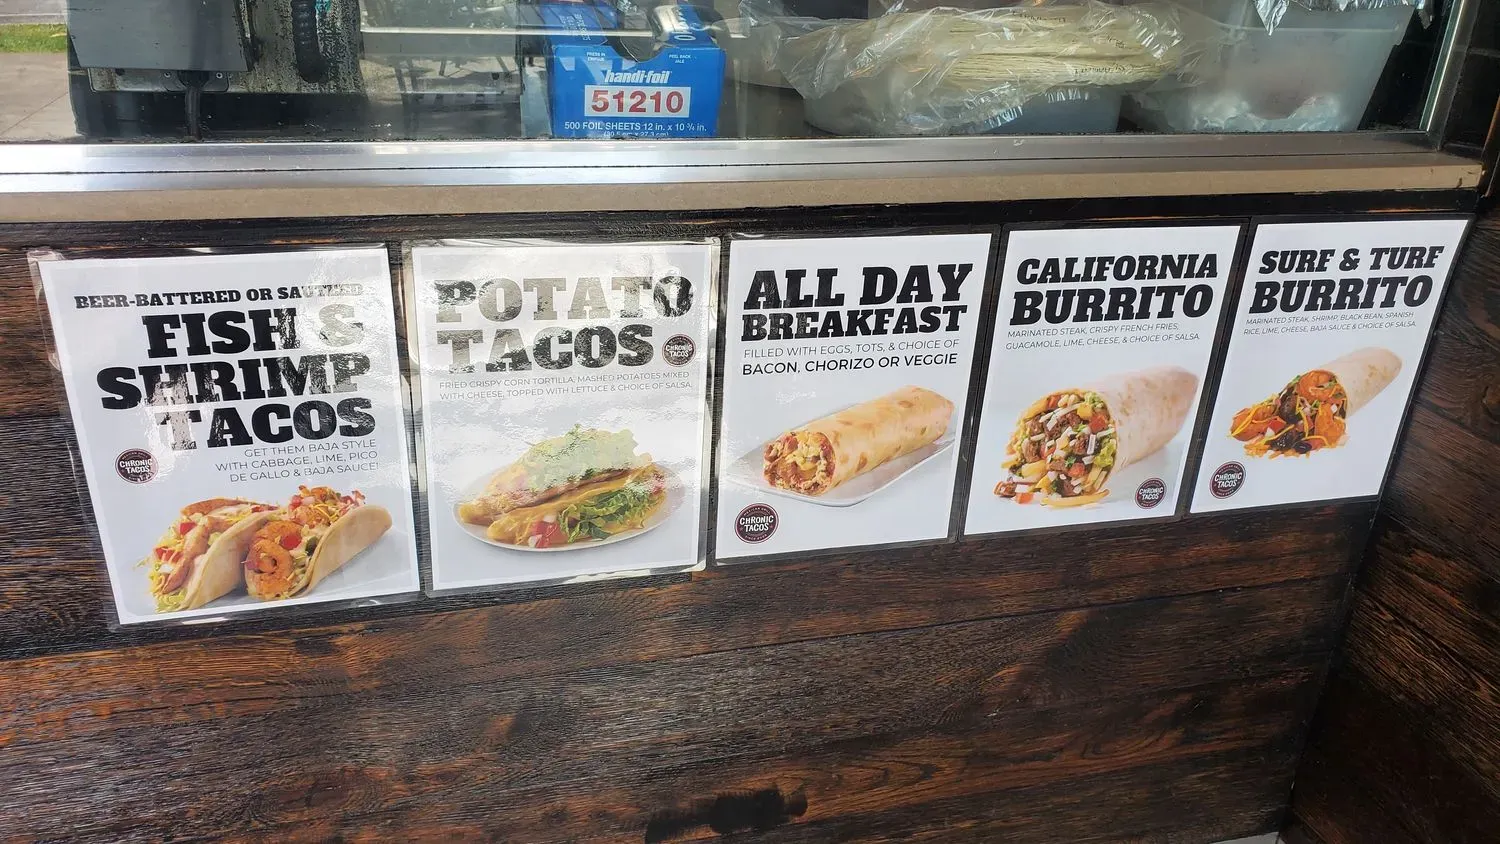 PRESS IN
PEEL BACK
handi-foil
51210
500 FOIL SHEETS 12 in. x 10 ¾ in.
BEER-BATTERED OR SAUTEED
FISH &
SHRIMP
TACOS
GET THEM BAJA STYLE
WITH CABBAGE, LIME, PICO
DE GALLO & BAJA SAUCE!
CHRONIC
TACOS
POTATO
TACOS
CHRONIC
TACOS
FRIED CRISPY CORN TORTILLA, MASHED POTATOES MIXED
WITH CHEESE, TOPPED WITH LETTUCE & CHOICE OF SALSA.
ALL DAY
BREAKFAST
FILLED WITH EGGS, TOTS, & CHOICE OF
BACON, CHORIZO OR VEGGIE
CHRONIC
TACOS
CALIFORNIA
BURRITO
MARINATED STEAK, CRISPY FRENCH FRIES,
GUACAMOLE, LIME, CHEESE, & CHOICE OF SALSA.
CHRONIC
TACOS
SURF & TURF
BURRITO
MARINATED STEAK, SHRIMP, BLACK BEAN, SPANISH
RICE, LIME, CHEESE, BAJA SAUCE & CHOICE OF SALSA.
CHRONIC
TACOS